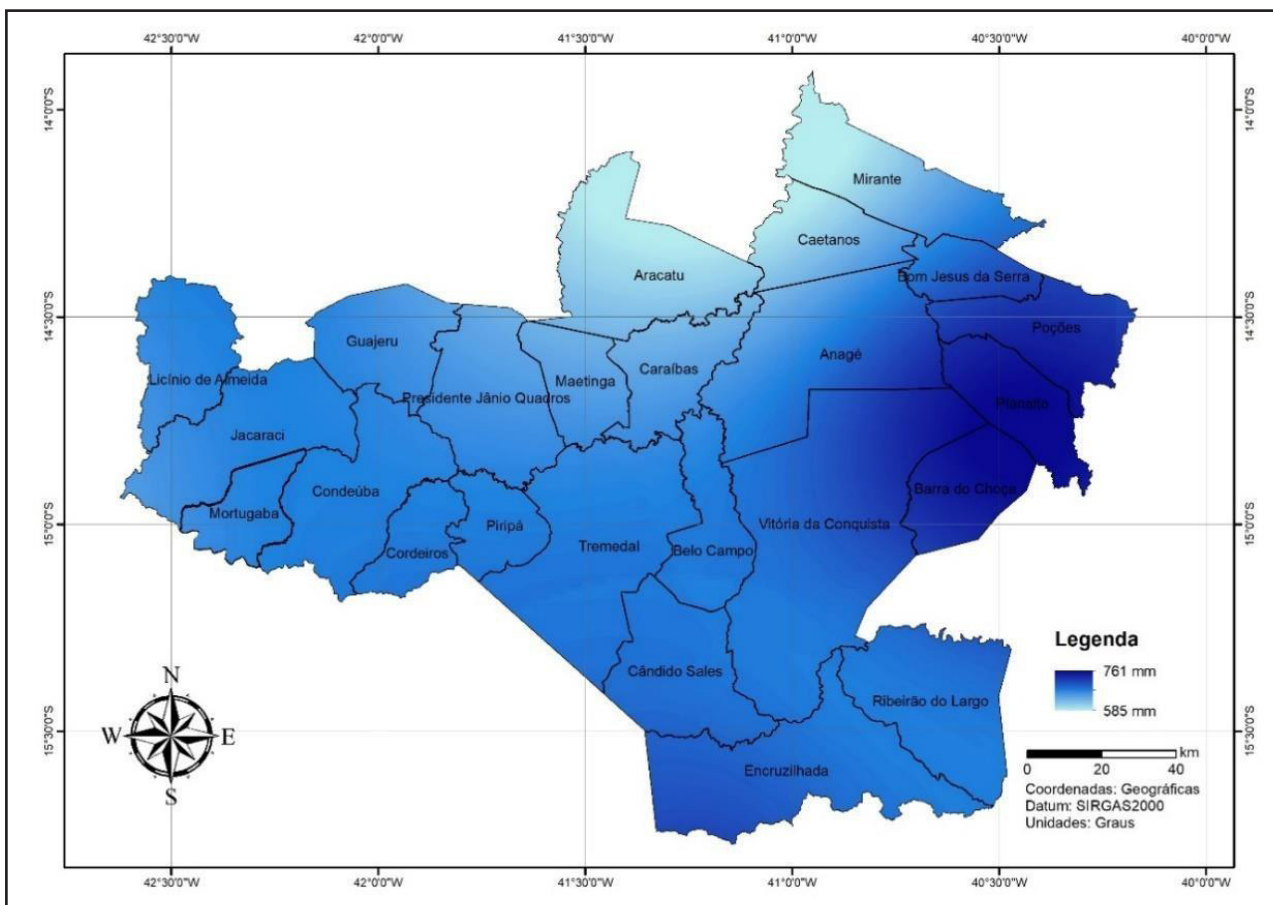 42°30'0"W
42°0'0"W
41°30'0"W
41°0'0"W
40°30'0"W
40°0'0"W
14°0'0"S
14°0'0"S
Mirante
Caetanos
Aracatu
Bom Jesus da Serra
14°30'0"S
14°30'0"S
Poções
Guajeru
Anagé
Caraíbas
Maetinga
Licínio de Almeida
Presidente Jânio Quadros
Planalto
Jacaraci
Barra do Choça
Condeúba
Mortugaba
Vitória da Conquista
15°0'0"S
15°0'0"S
Piripá
Tremedal
Belo Campo
Cordeiros
Legenda
761 mm
585 mm
Cândido Sales
Ribeirão do Largo
N
W
E
S
15°30'0"S
15°30'0"S
Encruzilhada
km
0 20 40
Coordenadas: Geográficas
Datum: SIRGAS2000
Unidades: Graus
42°30'0"W
42°0'0"W
41°30'0"W
41°0'0"W
40°30'0"W
40°0'0"W